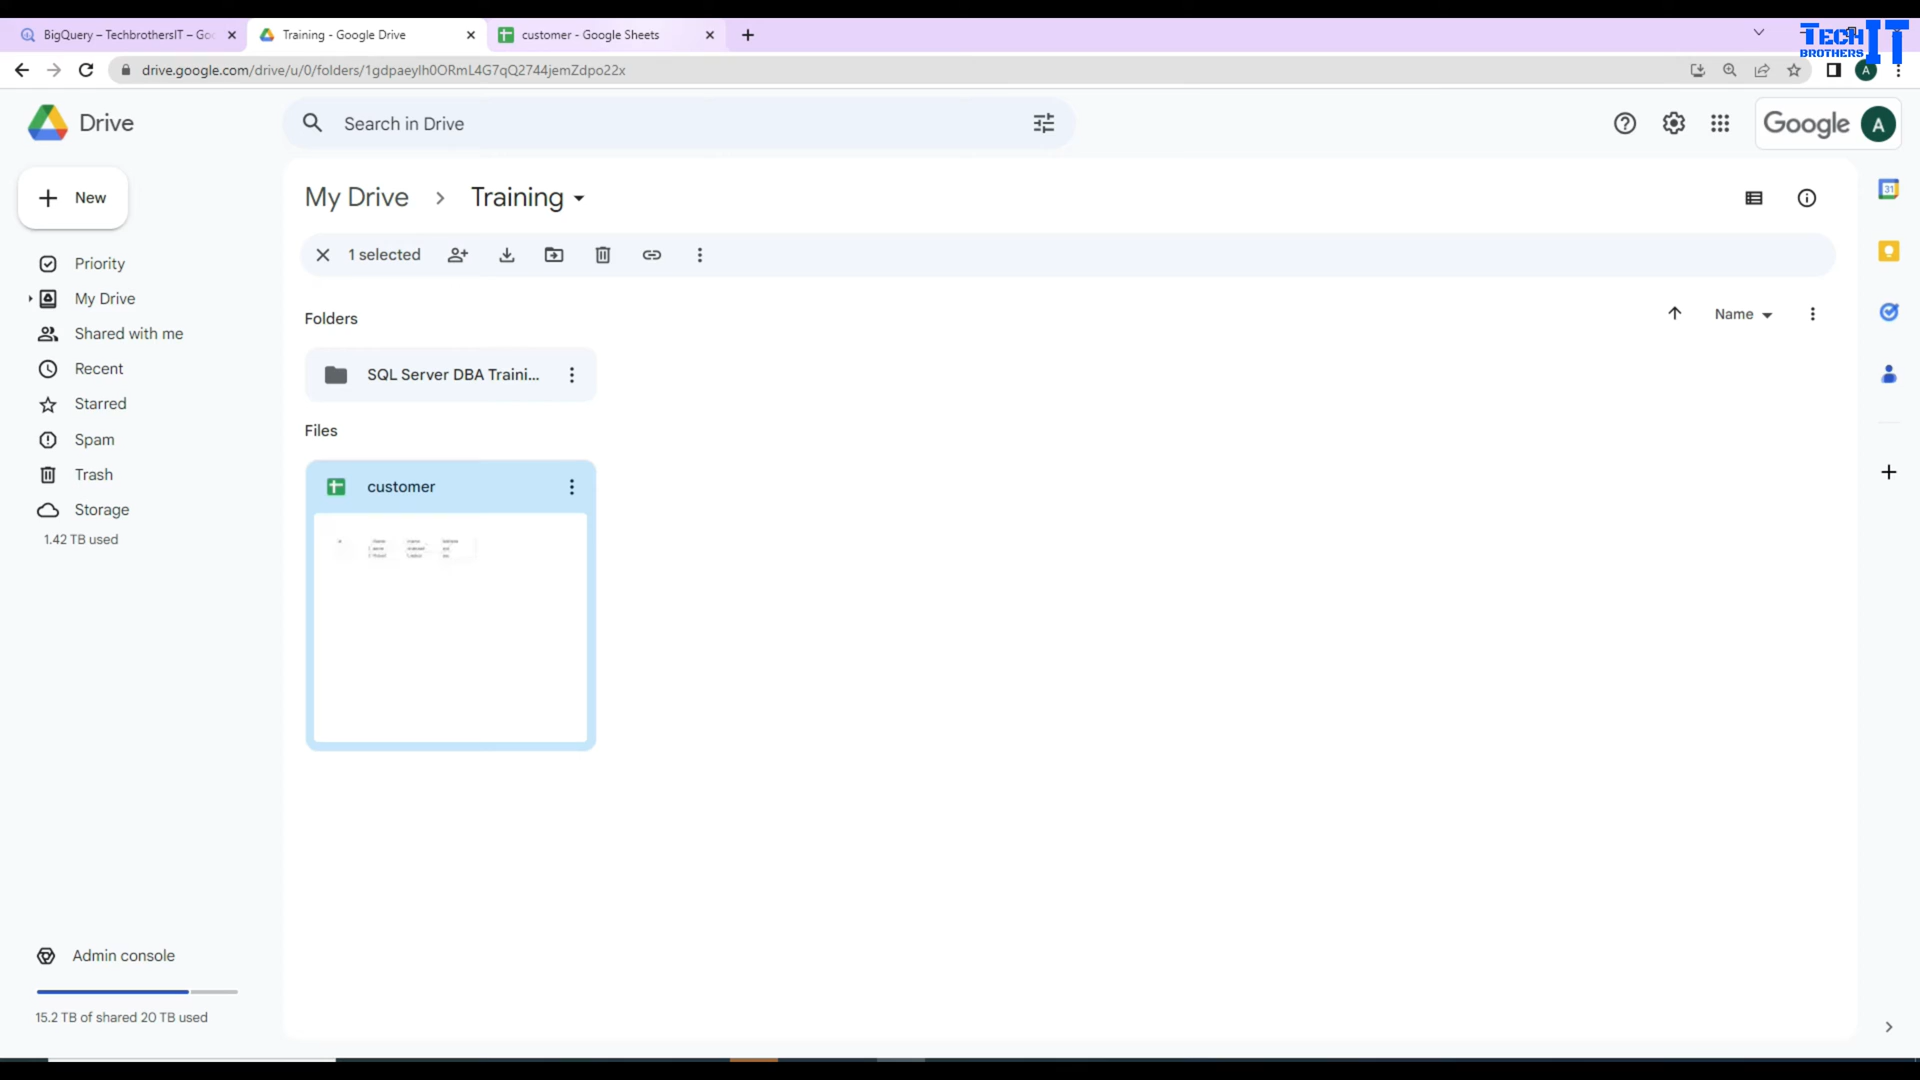 BigQuery – TechbrothersIT – Goo
Training - Google Drive
customer - Google Sheets
TECH IT
BROTHERS
drive.google.com/drive/u/0/folders/1gdpaeylh0ORmL4G7qQ2744jemZdpo22x
A
Drive
Search in Drive
Google
A
New
My Drive
Training
31
1 selected
Priority
My Drive
Shared with me
Recent
Starred
Spam
Trash
Storage
1.42 TB used
Folders
Name
SQL Server DBA Traini...
Files
customer
Admin console
15.2 TB of shared 20 TB used